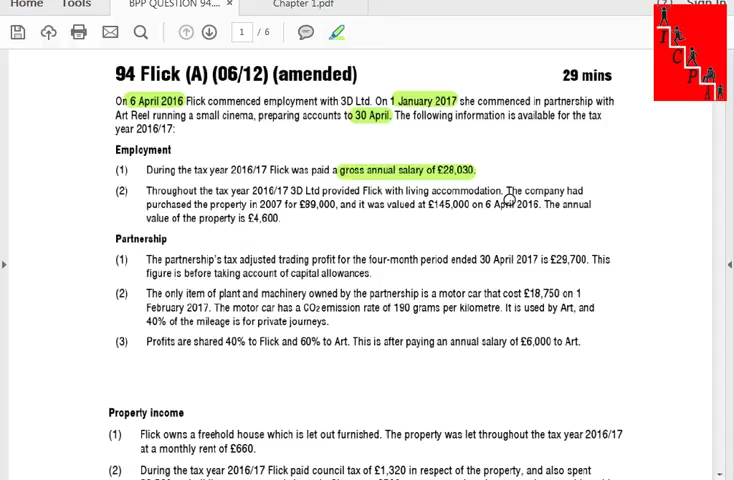 Home Tools BPP QUESTION 94.... × Chapter 1.pdf Sign In
1 / 6
I
C
P
A
94 Flick (A) (06/12) (amended) 29 mins
On 6 April 2016 Flick commenced employment with 3D Ltd. On 1 January 2017 she commenced in partnership with
Art Reel running a small cinema, preparing accounts to 30 April. The following information is available for the tax
year 2016/17:
Employment
(1) During the tax year 2016/17 Flick was paid a gross annual salary of £28,030.
(2) Throughout the tax year 2016/17 3D Ltd provided Flick with living accommodation. The company had
purchased the property in 2007 for £89,000, and it was valued at £145,000 on 6 April 2016. The annual
value of the property is £4,600.
Partnership
(1) The partnership's tax adjusted trading profit for the four-month period ended 30 April 2017 is £29,700. This
figure is before taking account of capital allowances.
(2) The only item of plant and machinery owned by the partnership is a motor car that cost £18,750 on 1
February 2017. The motor car has a CO2 emission rate of 190 grams per kilometre. It is used by Art, and
40% of the mileage is for private journeys.
(3) Profits are shared 40% to Flick and 60% to Art. This is after paying an annual salary of £6,000 to Art.
Property income
(1) Flick owns a freehold house which is let out furnished. The property was let throughout the tax year 2016/17
at a monthly rent of £660.
(2) During the tax year 2016/17 Flick paid council tax of £1,320 in respect of the property, and also spent